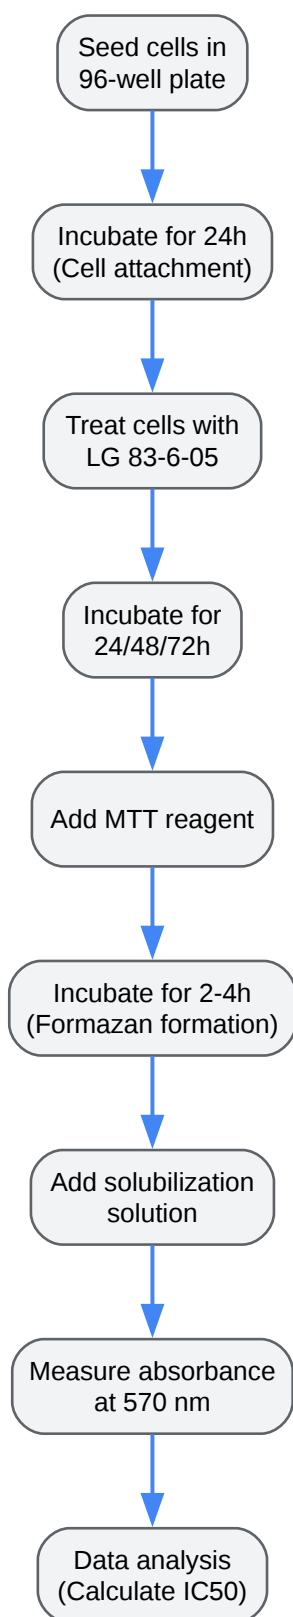 Seed cells in
96-well plate
Incubate for 24h
(Cell attachment)
Treat cells with
LG 83-6-05
Incubate for
24/48/72h
Add MTT reagent
Incubate for 2-4h
(Formazan formation)
Add solubilization
solution
Measure absorbance
at 570 nm
Data analysis
(Calculate IC50)